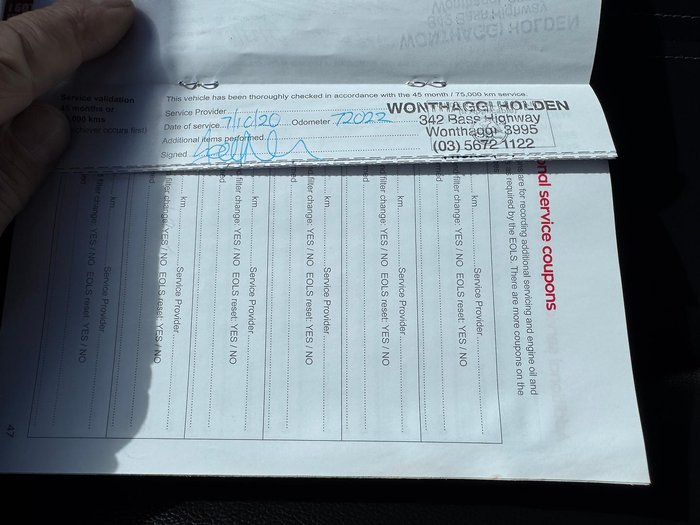 WONTHAGGI HOLDEN
This vehicle has been thoroughly checked in accordance with the 45 month / 75,000 km service.
Service validation
45 months or
,000 kms
chever occurs first)
Service Provider
Date of service 7/10/20 Odometer 72022
Additional items performed
Signed
WONTHAGGI HOLDEN
342 Bass Highway
Wonthaggi 3995
(03) 5672 1122
nal service coupons
are for recording additional servicing and engine oil and
s required by the EOLS. There are more coupons on the
km. Service Provider
d filter change: YES / NO EOLS reset: YES / NO
km. Service Provider
d filter change: YES / NO EOLS reset: YES / NO
km. Service Provider
d filter change: YES / NO EOLS reset: YES / NO
km. Service Provider
d filter change: YES / NO EOLS reset: YES / NO
km. Service Provider
d filter change: YES / NO EOLS reset: YES / NO
km. Service Provider
filter change: YES / NO EOLS reset: YES / NO
47